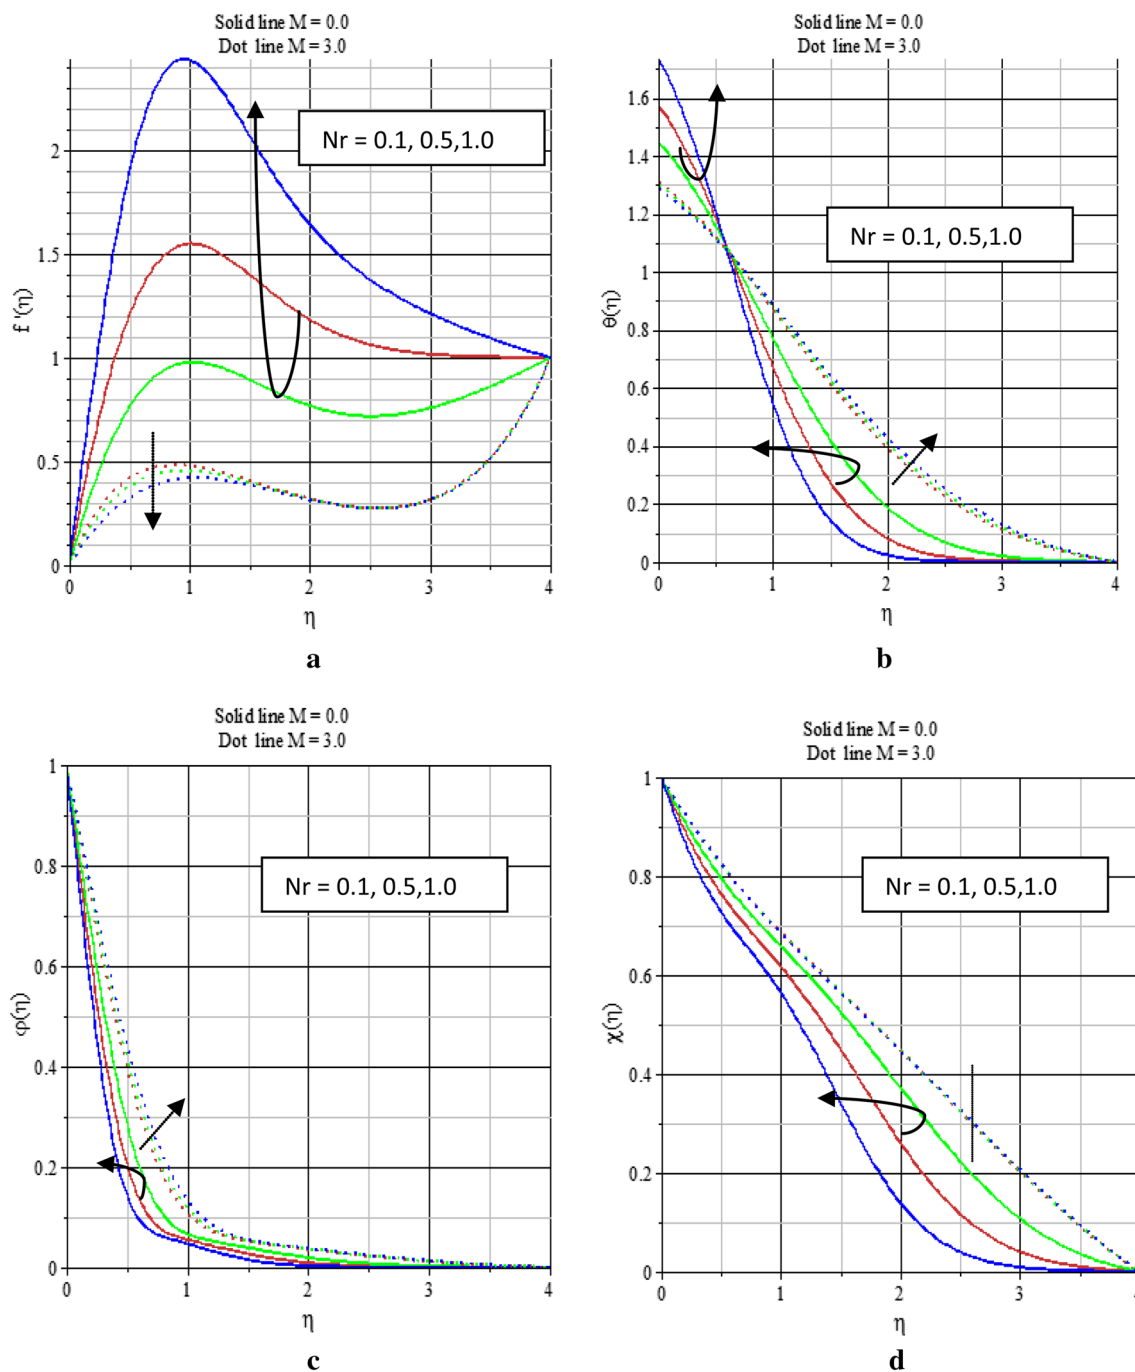 Solid line M = 0.0
Dot line M = 3.0
Nr = 0.1, 0.5,1.0
2
1.5
1
0.5
0
f '(η)
0 1 2 3 4
η
a
Solid line M = 0.0
Dot line M = 3.0
Nr = 0.1, 0.5,1.0
1.6
1.4
1.2
1.0
0.8
0.6
0.4
0.2
0
θ(η)
0 1 2 3 4
η
b
Solid line M = 0.0
Dot line M = 3.0
Nr = 0.1, 0.5,1.0
1
0.8
0.6
0.4
0.2
0
φ(η)
0 1 2 3 4
η
c
Solid line M = 0.0
Dot line M = 3.0
Nr = 0.1, 0.5,1.0
1
0.8
0.6
0.4
0.2
0
χ(η)
0 1 2 3 4
η
d